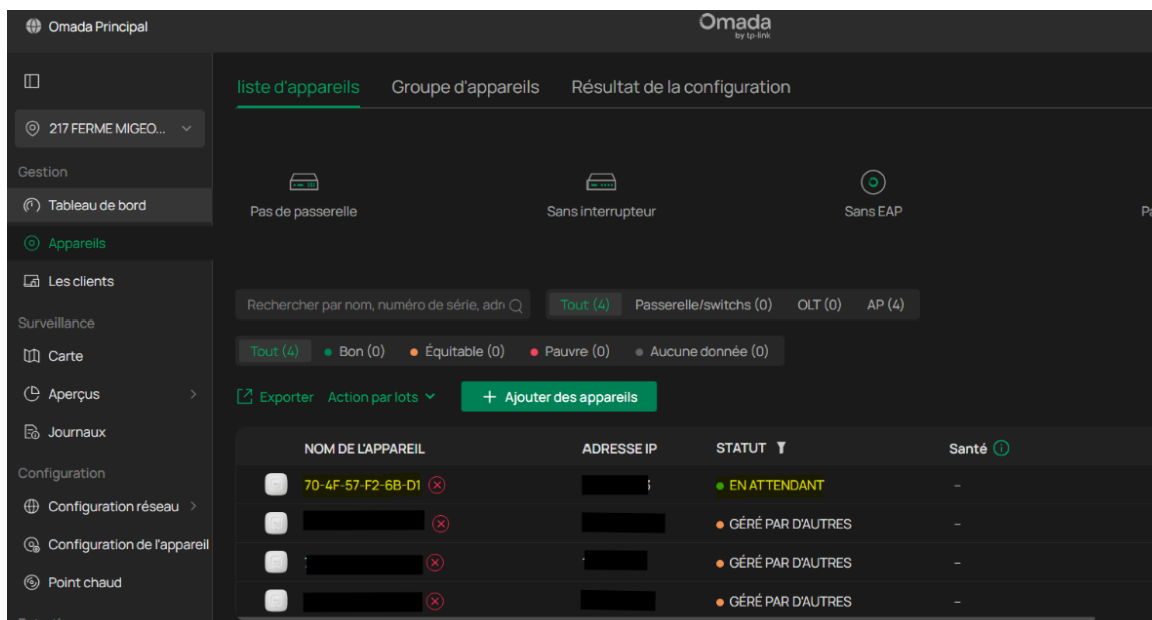 Omada Principal
Omada
by tp-link
217 FERME MIGEO...
Gestion
Tableau de bord
Appareils
Les clients
Surveillance
Carte
Aperçus
Journaux
Configuration
Configuration réseau
Configuration de l'appareil
Point chaud
liste d'appareils Groupe d'appareils Résultat de la configuration
Pas de passerelle Sans interrupteur Sans EAP
Rechercher par nom, numéro de série, adr Tout (4) Passerelle/switchs (0) OLT (0) AP (4)
Tout (4) Bon (0) Équitable (0) Pauvre (0) Aucune donnée (0)
Exporter Action par lots + Ajouter des appareils
NOM DE L'APPAREIL ADRESSE IP STATUT Santé
70-4F-57-F2-6B-D1 EN ATTENDANT –
GÉRÉ PAR D'AUTRES –
GÉRÉ PAR D'AUTRES –
GÉRÉ PAR D'AUTRES –